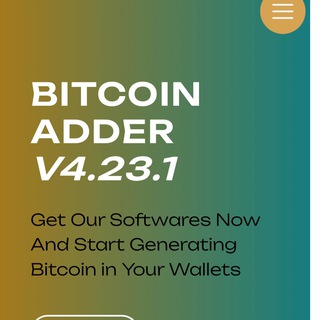 BITCOIN
ADDER
V4.23.1
Get Our Softwares Now
And Start Generating
Bitcoin in Your Wallets